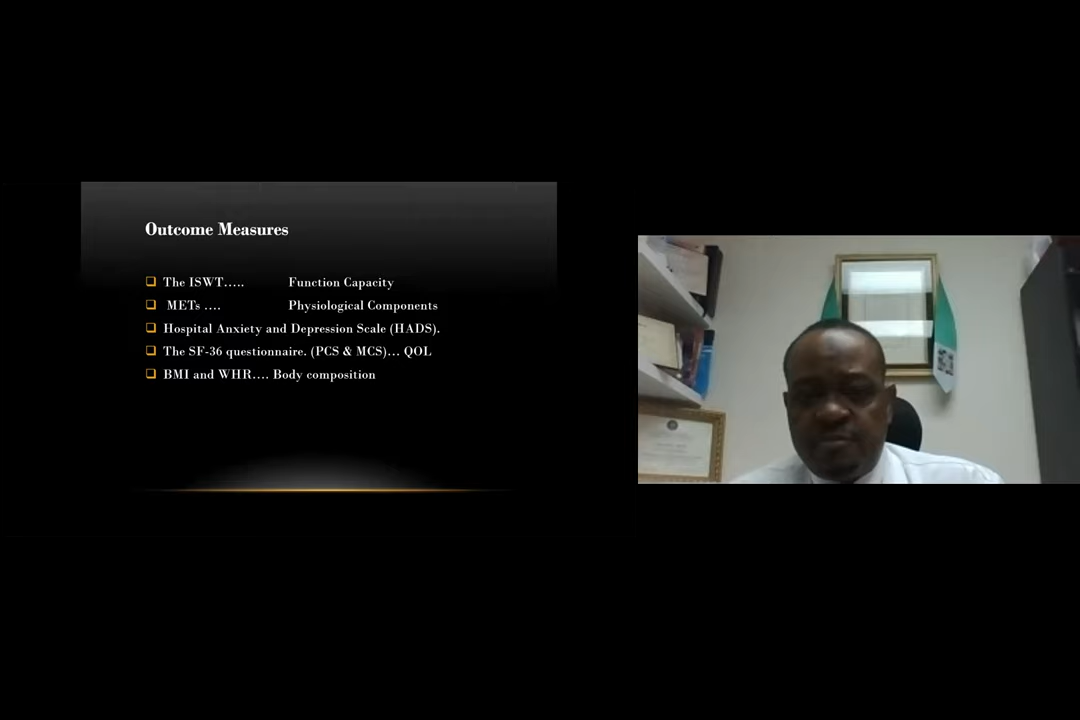 Outcome Measures
❑ The ISWT….. Function Capacity
❑ METs …. Physiological Components
❑ Hospital Anxiety and Depression Scale (HADS).
❑ The SF-36 questionnaire. (PCS & MCS)… QOL
❑ BMI and WHR…. Body composition